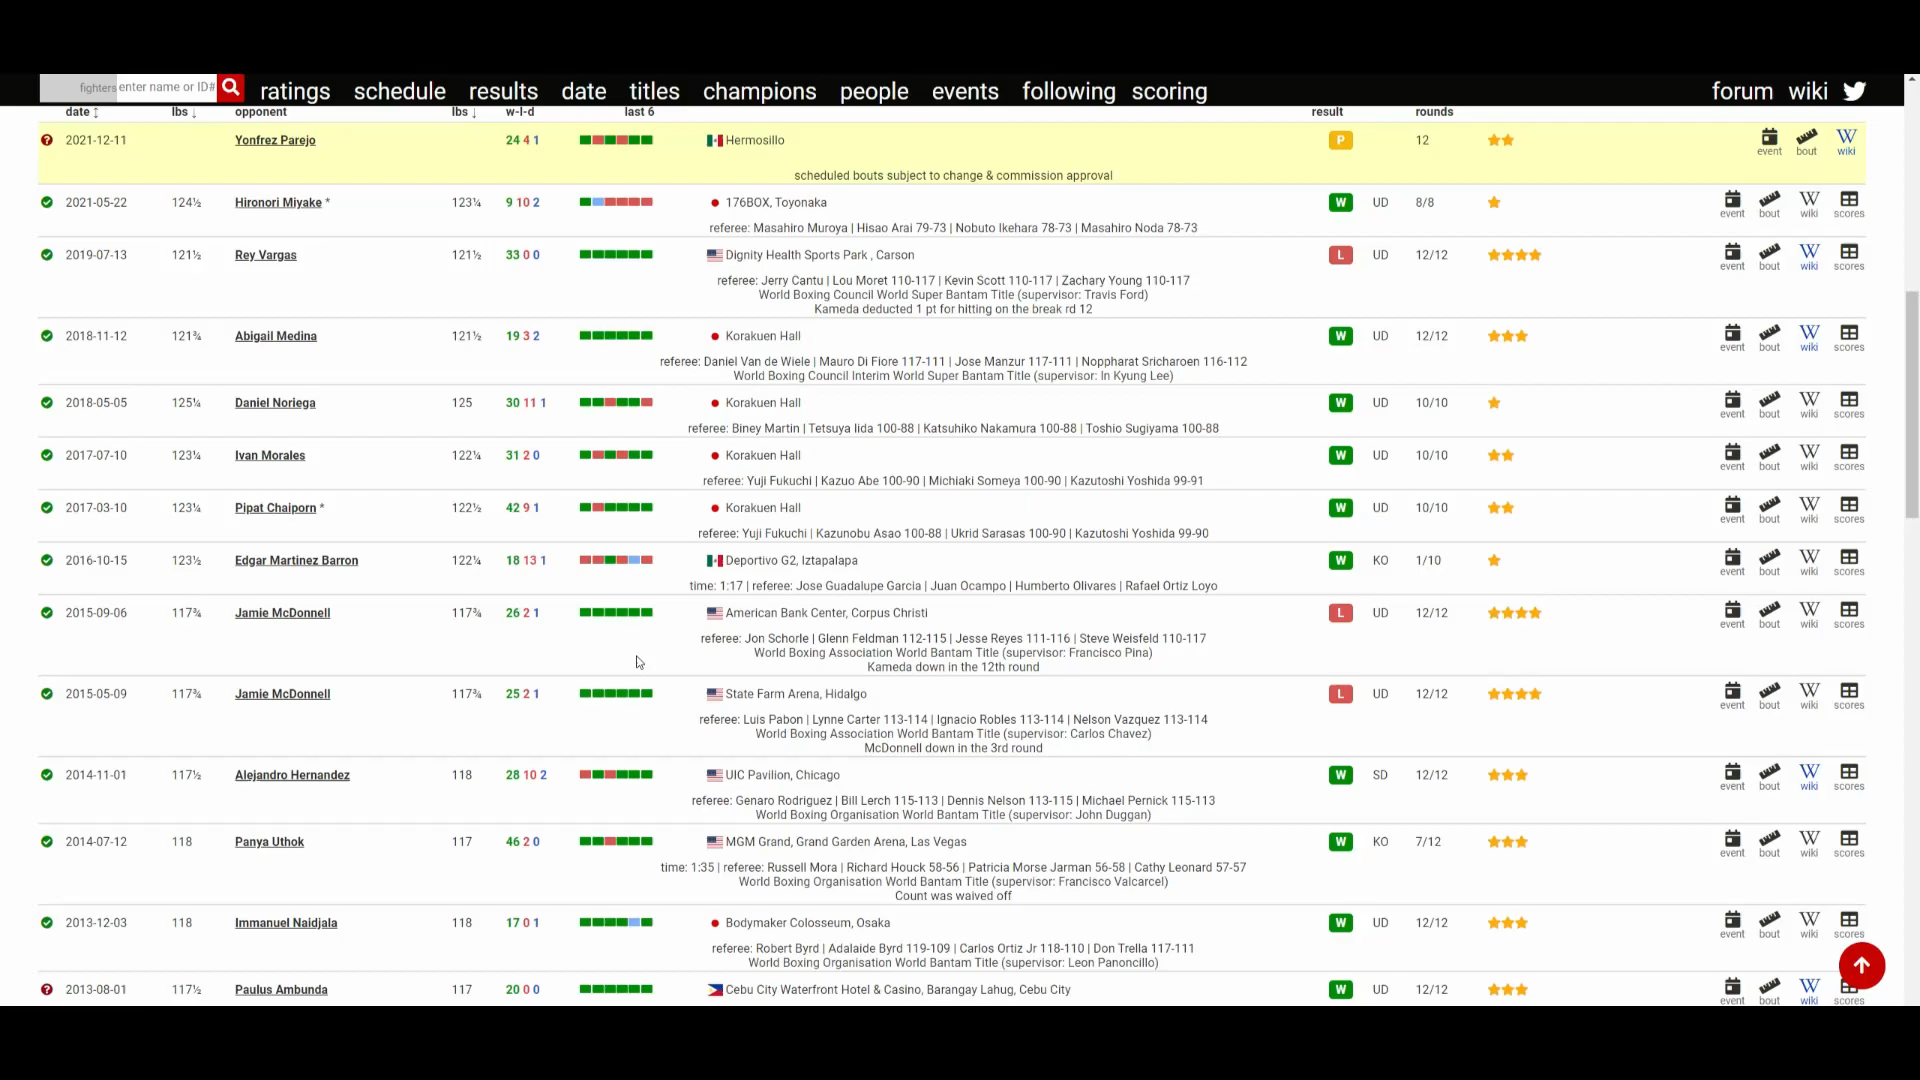 fighters enter name or ID# ratings schedule results date titles champions people events following scoring forum wiki
date lbs opponent lbs w-l-d last 6 result rounds
2021-12-11 Yonfrez Parejo 24 4 1 Hermosillo P 12 event bout wiki
scheduled bouts subject to change & commission approval
2021-05-22 124½ Hironori Miyake * 123¼ 9 10 2 176BOX, Toyonaka W UD 8/8 event bout wiki scores
referee: Masahiro Muroya | Hisao Arai 79-73 | Nobuto Ikehara 78-73 | Masahiro Noda 78-73
2019-07-13 121½ Rey Vargas 121½ 33 0 0 Dignity Health Sports Park , Carson L UD 12/12 event bout wiki scores
referee: Jerry Cantu | Lou Moret 110-117 | Kevin Scott 110-117 | Zachary Young 110-117
World Boxing Council World Super Bantam Title (supervisor: Travis Ford)
Kameda deducted 1 pt for hitting on the break rd 12
2018-11-12 121¾ Abigail Medina 121½ 19 3 2 Korakuen Hall W UD 12/12 event bout wiki scores
referee: Daniel Van de Wiele | Mauro Di Fiore 117-111 | Jose Manzur 117-111 | Noppharat Sricharoen 116-112
World Boxing Council Interim World Super Bantam Title (supervisor: In Kyung Lee)
2018-05-05 125¼ Daniel Noriega 125 30 11 1 Korakuen Hall W UD 10/10 event bout wiki scores
referee: Biney Martin | Tetsuya Iida 100-88 | Katsuhiko Nakamura 100-88 | Toshio Sugiyama 100-88
2017-07-10 123¼ Ivan Morales 122¼ 31 2 0 Korakuen Hall W UD 10/10 event bout wiki scores
referee: Yuji Fukuchi | Kazuo Abe 100-90 | Michiaki Someya 100-90 | Kazutoshi Yoshida 99-91
2017-03-10 123¼ Pipat Chaiporn * 122½ 42 9 1 Korakuen Hall W UD 10/10 event bout wiki scores
referee: Yuji Fukuchi | Kazunobu Asao 100-88 | Ukrid Sarasas 100-90 | Kazutoshi Yoshida 99-90
2016-10-15 123½ Edgar Martinez Barron 122¼ 18 13 1 Deportivo G2, Iztapalapa W KO 1/10 event bout wiki scores
time: 1:17 | referee: Jose Guadalupe Garcia | Juan Ocampo | Humberto Olivares | Rafael Ortiz Loyo
2015-09-06 117¾ Jamie McDonnell 117¾ 26 2 1 American Bank Center, Corpus Christi L UD 12/12 event bout wiki scores
referee: Jon Schorle | Glenn Feldman 112-115 | Jesse Reyes 111-116 | Steve Weisfeld 110-117
World Boxing Association World Bantam Title (supervisor: Francisco Pina)
Kameda down in the 12th round
2015-05-09 117¾ Jamie McDonnell 117¾ 25 2 1 State Farm Arena, Hidalgo L UD 12/12 event bout wiki scores
referee: Luis Pabon | Lynne Carter 113-114 | Ignacio Robles 113-114 | Nelson Vazquez 113-114
World Boxing Association World Bantam Title (supervisor: Carlos Chavez)
McDonnell down in the 3rd round
2014-11-01 117½ Alejandro Hernandez 118 28 10 2 UIC Pavilion, Chicago W SD 12/12 event bout wiki scores
referee: Genaro Rodriguez | Bill Lerch 115-113 | Dennis Nelson 113-115 | Michael Pernick 115-113
World Boxing Organisation World Bantam Title (supervisor: John Duggan)
2014-07-12 118 Panya Uthok 117 46 2 0 MGM Grand, Grand Garden Arena, Las Vegas W KO 7/12 event bout wiki scores
time: 1:35 | referee: Russell Mora | Richard Houck 58-56 | Patricia Morse Jarman 56-58 | Cathy Leonard 57-57
World Boxing Organisation World Bantam Title (supervisor: Francisco Valcarcel)
Count was waived off
2013-12-03 118 Immanuel Naidjala 118 17 0 1 Bodymaker Colosseum, Osaka W UD 12/12 event bout wiki scores
referee: Robert Byrd | Adalaide Byrd 119-109 | Carlos Ortiz Jr 118-110 | Don Trella 117-111
World Boxing Organisation World Bantam Title (supervisor: Leon Panoncillo)
2013-08-01 117½ Paulus Ambunda 117 20 0 0 Cebu City Waterfront Hotel & Casino, Barangay Lahug, Cebu City W UD 12/12 event bout wiki scores